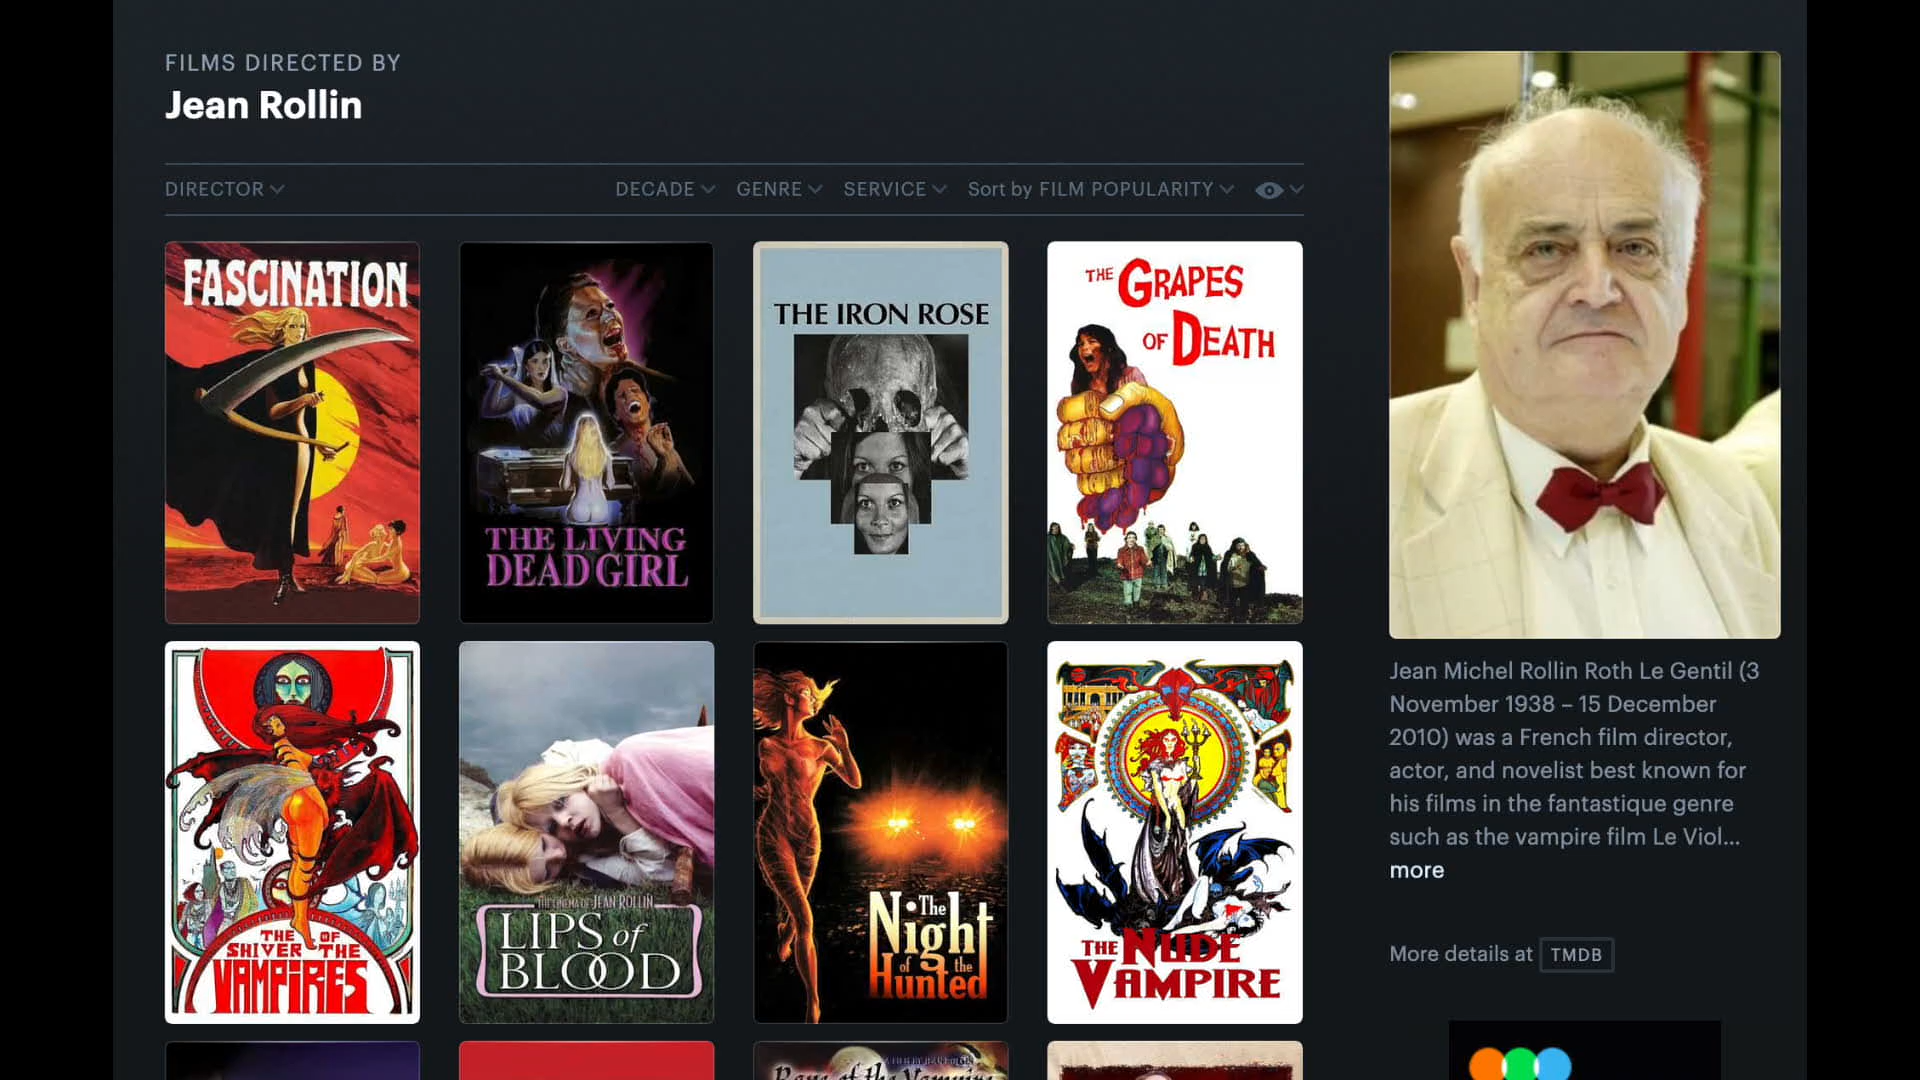 FILMS DIRECTED BY
Jean Rollin
DIRECTOR
DECADE GENRE SERVICE Sort by FILM POPULARITY
FASCINATION
THE LIVING
DEAD GIRL
THE IRON ROSE
THE GRAPES
OF DEATH
THE SHIVER OF THE
VAMPIRES
THE CINEMA OF JEAN ROLLIN
LIPS of
BLOOD
The
Night
of the
Hunted
THE NUDE
VAMPIRE
Jean Michel Rollin Roth Le Gentil (3
November 1938 – 15 December
2010) was a French film director,
actor, and novelist best known for
his films in the fantastique genre
such as the vampire film Le Viol...
more
More details at TMDB
of the Vampire